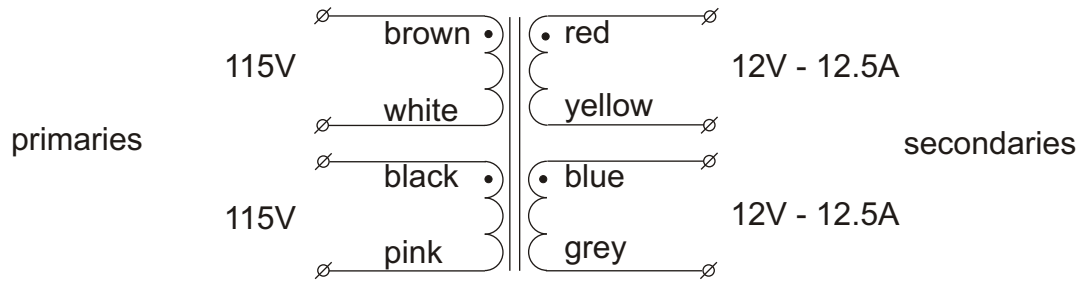 brown
red
115V
12V - 12.5A
white
yellow
primaries
secondaries
black
blue
115V
12V - 12.5A
pink
grey